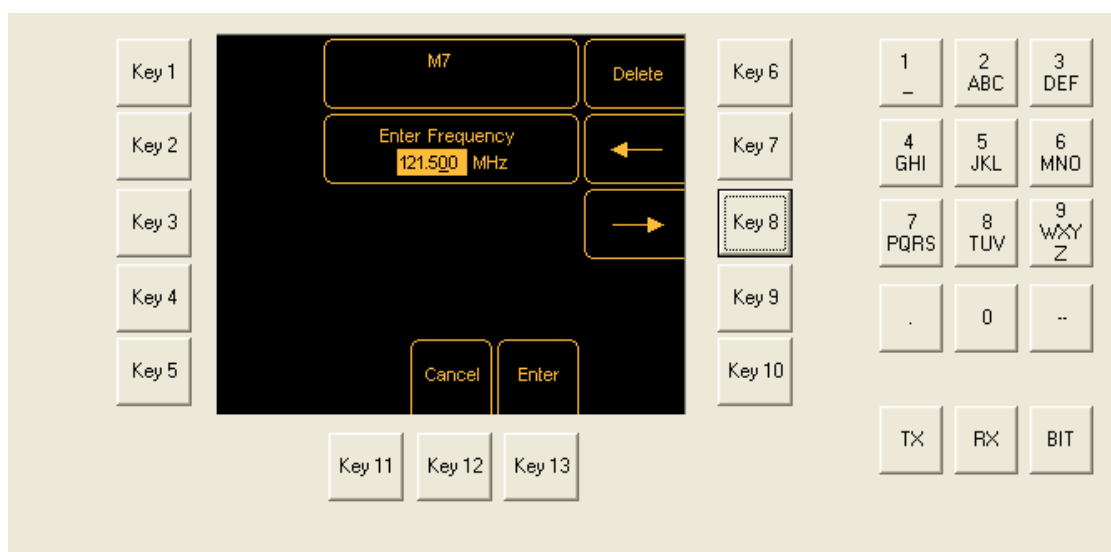 Key 1
Key 2
Key 3
Key 4
Key 5
M7
Delete
Enter Frequency
121.500 MHz
Cancel
Enter
Key 6
Key 7
Key 8
Key 9
Key 10
Key 11
Key 12
Key 13
1
_
2
ABC
3
DEF
4
GHI
5
JKL
6
MNO
7
PQRS
8
TUV
9
WXY
Z
.
0
--
TX
RX
BIT